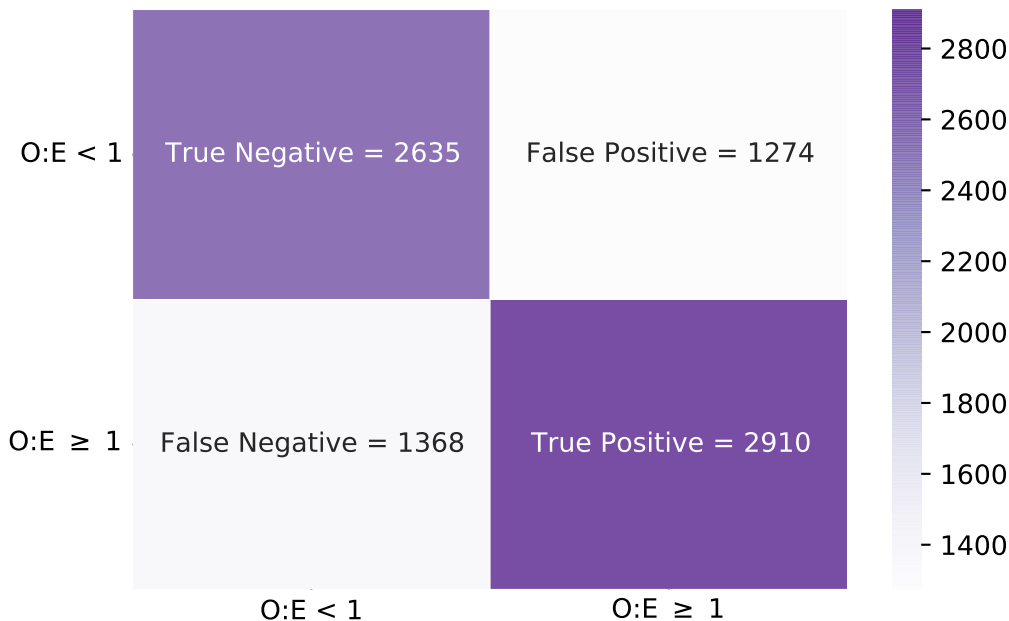 O:E < 1
True Negative = 2635
False Positive = 1274
O:E ≥ 1
False Negative = 1368
True Positive = 2910
O:E < 1
O:E ≥ 1
2800
2600
2400
2200
2000
1800
1600
1400